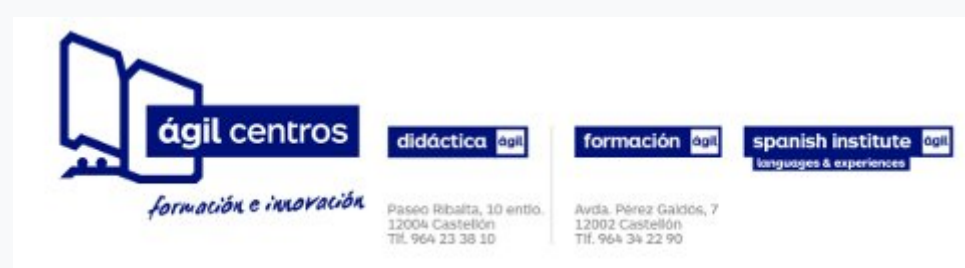 ágil centros
formación e innovación
didáctica ágil
Paseo Ribalta, 10 entlo.
12004 Castellón
Tlf. 964 23 38 10
formación ágil
Avda. Pérez Galdós, 7
12002 Castellón
Tlf. 964 34 22 90
spanish institute ágil
languages & experiences